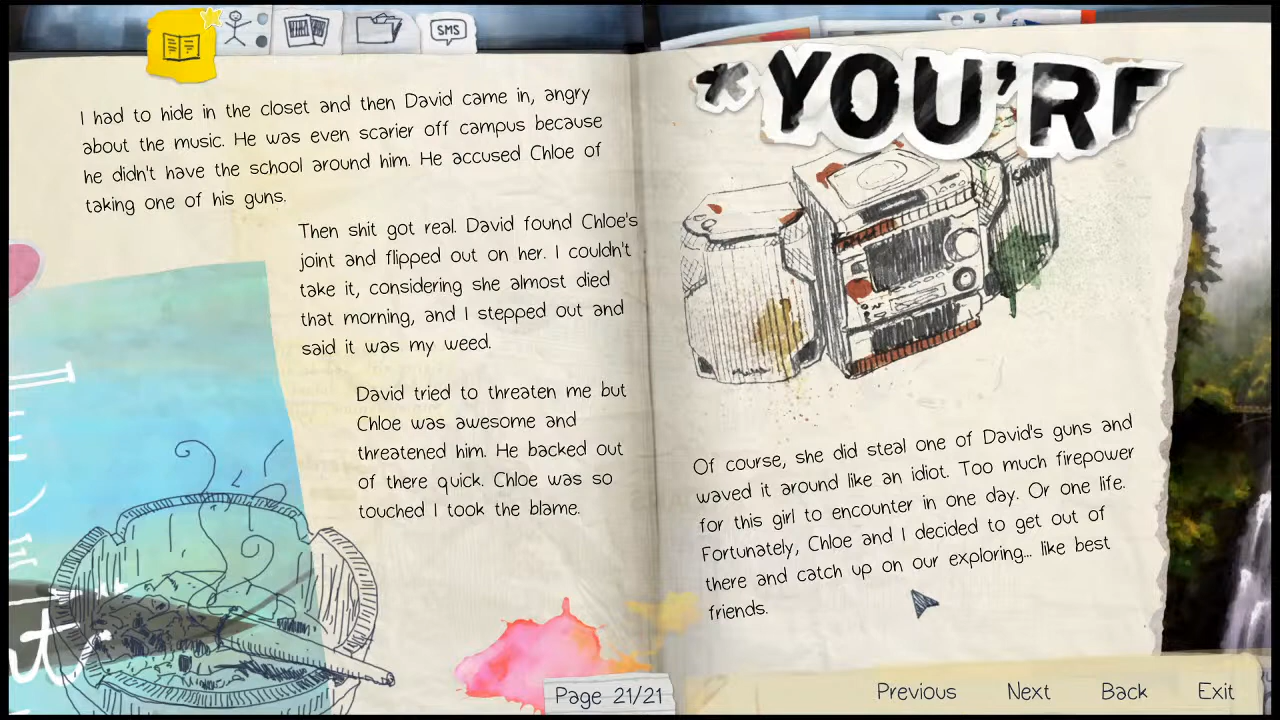 SMS
I had to hide in the closet and then David came in, angry
about the music. He was even scarier off campus because
he didn't have the school around him. He accused Chloe of
taking one of his guns.
Then shit got real. David found Chloe's
joint and flipped out on her. I couldn't
take it, considering she almost died
that morning, and I stepped out and
said it was my weed.
David tried to threaten me but
Chloe was awesome and
threatened him. He backed out
of there quick. Chloe was so
touched I took the blame.
*YOU'RE
Of course, she did steal one of David's guns and
waved it around like an idiot. Too much firepower
for this girl to encounter in one day. Or one life.
Fortunately, Chloe and I decided to get out of
there and catch up on our exploring... like best
friends.
Page 21/21
Previous Next Back Exit